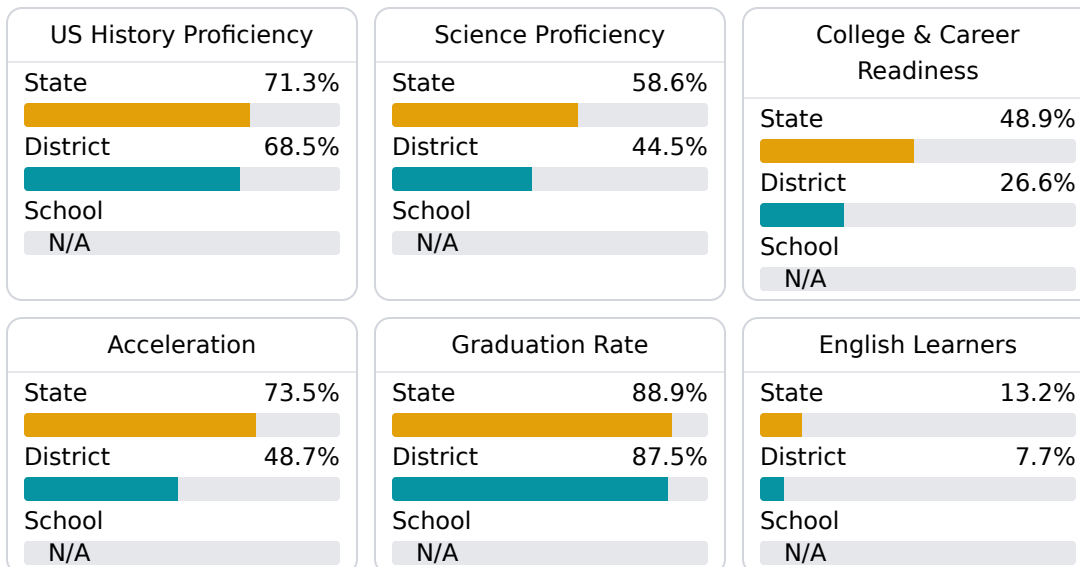 US History Proficiency
State 71.3%
District 68.5%
School
N/A
Science Proficiency
State 58.6%
District 44.5%
School
N/A
College & Career
Readiness
State 48.9%
District 26.6%
School
N/A
Acceleration
State 73.5%
District 48.7%
School
N/A
Graduation Rate
State 88.9%
District 87.5%
School
N/A
English Learners
State 13.2%
District 7.7%
School
N/A